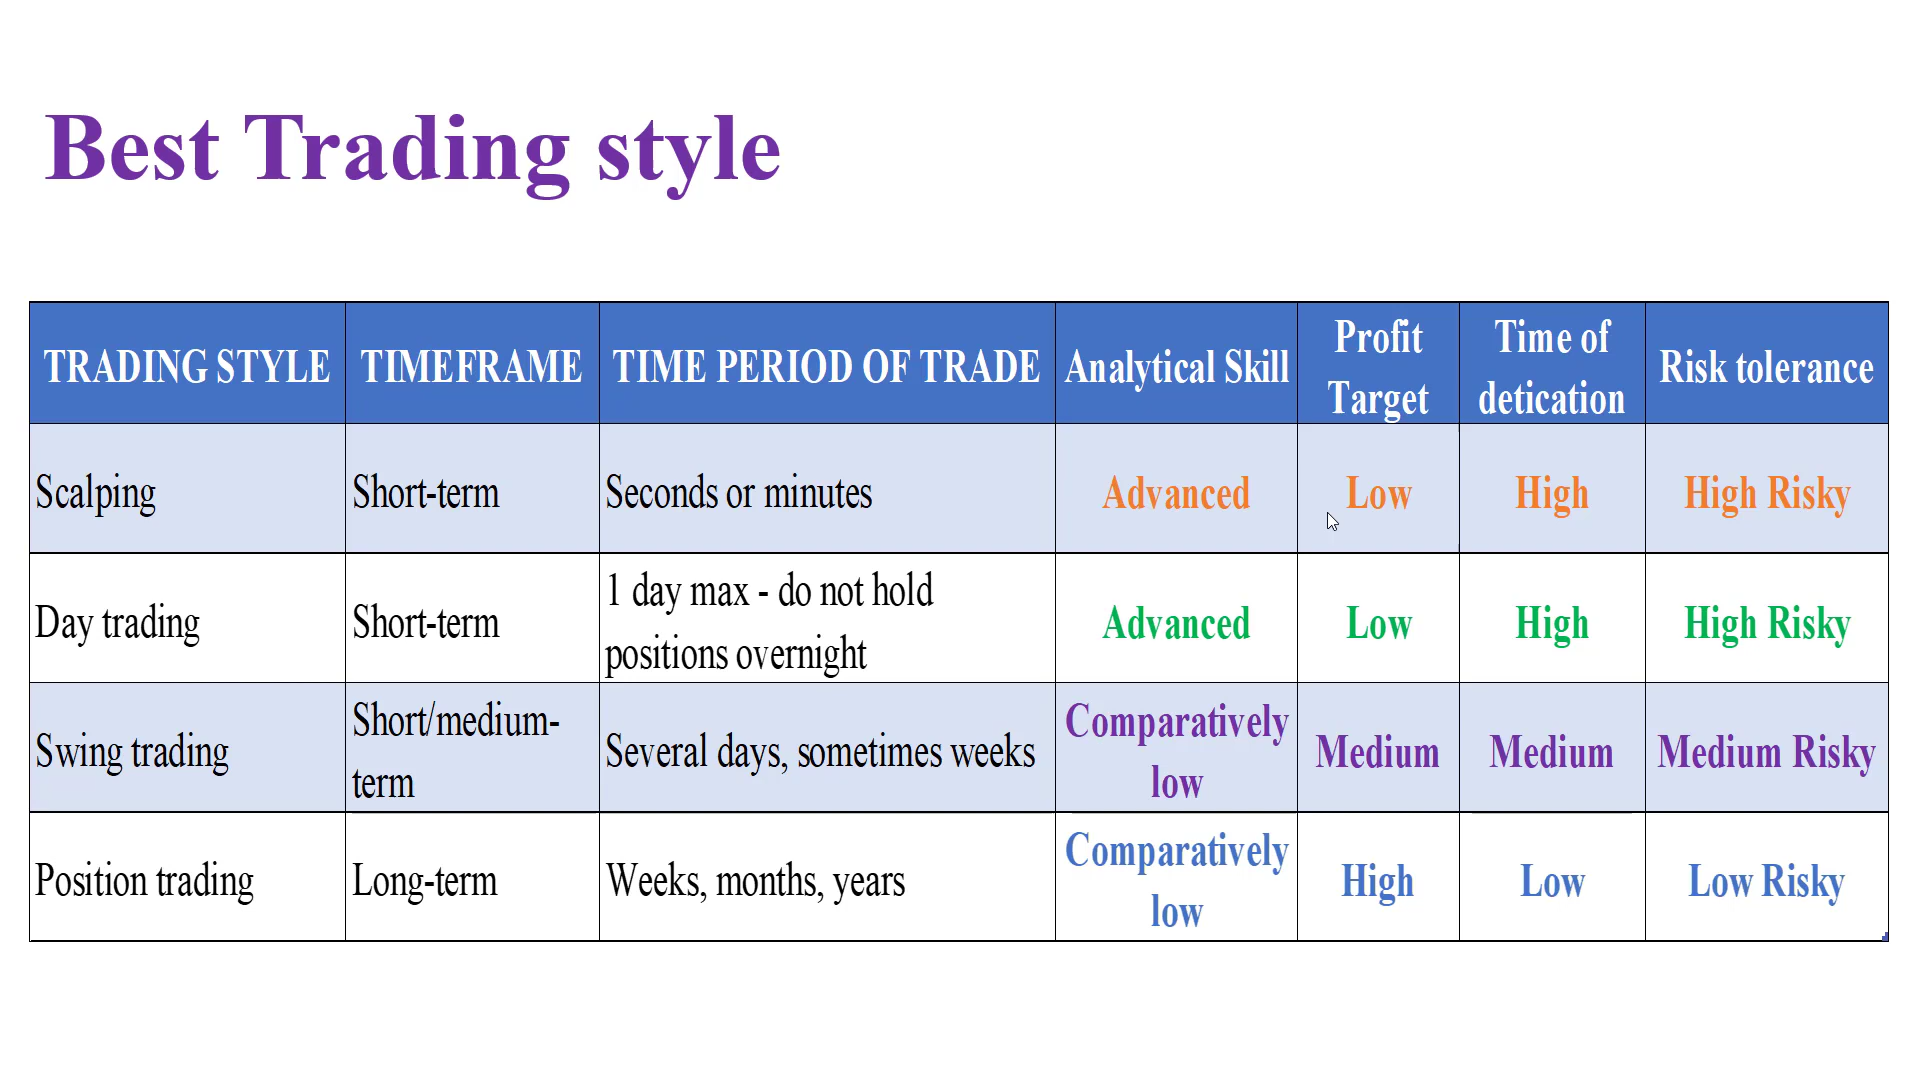 Best Trading style
TRADING STYLE
TIMEFRAME
TIME PERIOD OF TRADE
Analytical Skill
Profit
Target
Time of
detication
Risk tolerance
Scalping
Short-term
Seconds or minutes
Advanced
Low
High
High Risky
Day trading
Short-term
1 day max - do not hold
positions overnight
Advanced
Low
High
High Risky
Swing trading
Short/medium-
term
Several days, sometimes weeks
Comparatively
low
Medium
Medium
Medium Risky
Position trading
Long-term
Weeks, months, years
Comparatively
low
High
Low
Low Risky